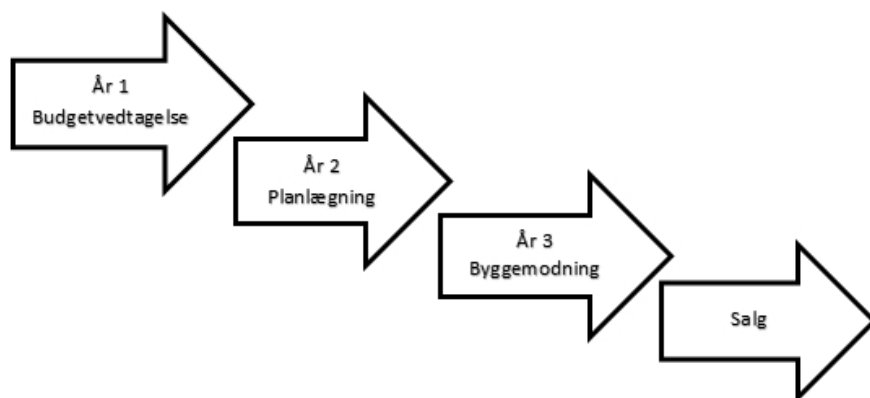 År 1
Budgetvedtagelse
År 2
Planlægning
År 3
Byggemodning
Salg